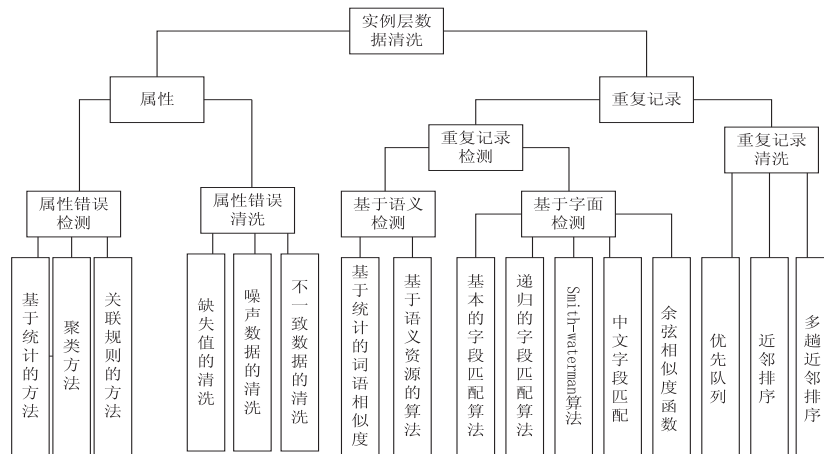 实例层数
据清洗
属性
重复记录
重复记录
检测
重复记录
清洗
属性错误
检测
属性错误
清洗
基于语义
检测
基于字面
检测
基于统计的方法
聚类方法
关联规则的方法
缺失值的清洗
噪声数据的清洗
不一致数据的清洗
基于统计的词语相似度
基于语义资源的算法
基本的字段匹配算法
递归的字段匹配算法
Smith-waterman算法
中文字段匹配
余弦相似度函数
优先队列
近邻排序
多趟近邻排序